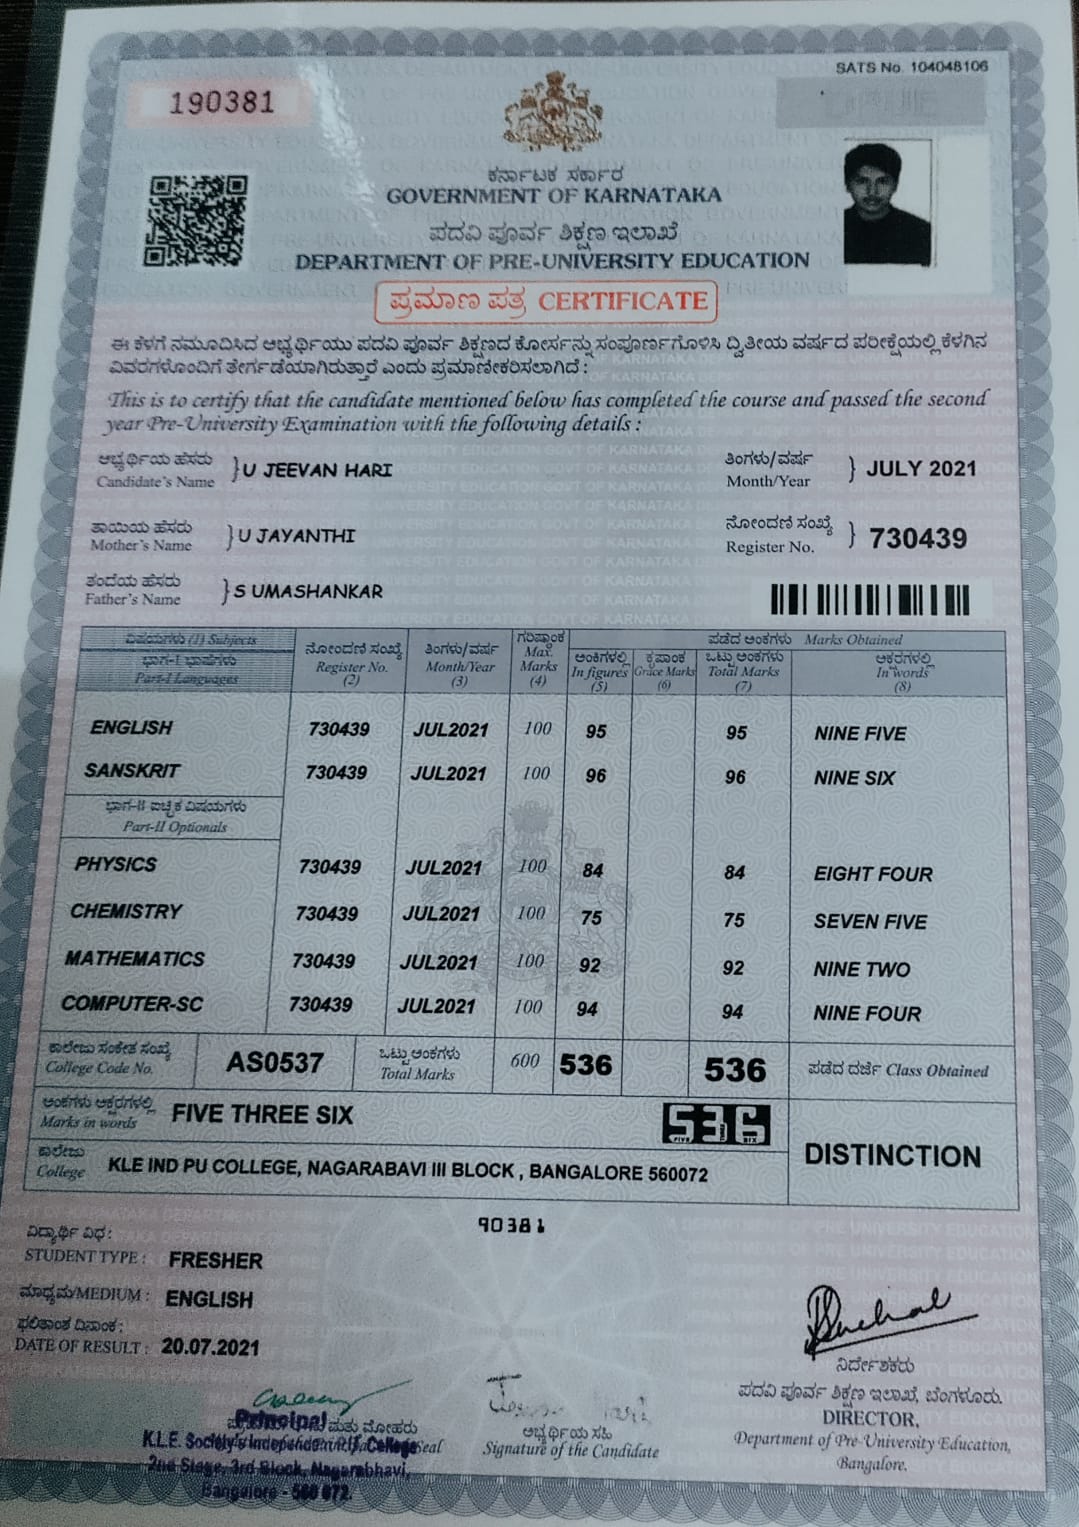 SATS No. 104048106
190381
ಕರ್ನಾಟಕ ಸರ್ಕಾರ
GOVERNMENT OF KARNATAKA
ಪದವಿ ಪೂರ್ವ ಶಿಕ್ಷಣ ಇಲಾಖೆ
DEPARTMENT OF PRE-UNIVERSITY EDUCATION
ಪ್ರಮಾಣ ಪತ್ರ CERTIFICATE
ಈ ಕೆಳಗೆ ನಮೂದಿಸಿದ ಅಭ್ಯರ್ಥಿಯು ಪದವಿ ಪೂರ್ವ ಶಿಕ್ಷಣದ ಕೋರ್ಸನ್ನು ಸಂಪೂರ್ಣಗೊಳಿಸಿ ದ್ವಿತೀಯ ವರ್ಷದ ಪರೀಕ್ಷೆಯಲ್ಲಿ ಕೆಳಗಿನ
ವಿವರಗಳೊಂದಿಗೆ ತೇರ್ಗಡೆಯಾಗಿರುತ್ತಾರೆ ಎಂದು ಪ್ರಮಾಣೀಕರಿಸಲಾಗಿದೆ :
This is to certify that the candidate mentioned below has completed the course and passed the second
year Pre-University Examination with the following details :
ಅಭ್ಯರ್ಥಿಯ ಹೆಸರು
Candidate's Name } U JEEVAN HARI
ತಿಂಗಳು/ವರ್ಷ
Month/Year } JULY 2021
ತಾಯಿಯ ಹೆಸರು
Mother's Name } U JAYANTHI
ನೋಂದಣಿ ಸಂಖ್ಯೆ
Register No. } 730439
ತಂದೆಯ ಹೆಸರು
Father's Name } S UMASHANKAR
ವಿಷಯಗಳು (1) Subjects
ಭಾಗ-I ಭಾಷೆಗಳು
Part-I Languages
ನೋಂದಣಿ ಸಂಖ್ಯೆ
Register No.
(2)
ತಿಂಗಳು/ವರ್ಷ
Month/Year
(3)
ಗರಿಷ್ಠಾಂಕ
Max.
Marks
(4)
ಪಡೆದ ಅಂಕಗಳು Marks Obtained
ಅಂಕಿಗಳಲ್ಲಿ
In figures
(5)
ಕೃಪಾಂಕ
Grace Marks
(6)
ಒಟ್ಟು ಅಂಕಗಳು
Total Marks
(7)
ಅಕ್ಷರಗಳಲ್ಲಿ
In words
(8)
ENGLISH 730439 JUL2021 100 95 95 NINE FIVE
SANSKRIT 730439 JUL2021 100 96 96 NINE SIX
ಭಾಗ-II ಐಚ್ಛಿಕ ವಿಷಯಗಳು
Part-II Optionals
PHYSICS 730439 JUL2021 100 84 84 EIGHT FOUR
CHEMISTRY 730439 JUL2021 100 75 75 SEVEN FIVE
MATHEMATICS 730439 JUL2021 100 92 92 NINE TWO
COMPUTER-SC 730439 JUL2021 100 94 94 NINE FOUR
ಕಾಲೇಜು ಸಂಕೇತ ಸಂಖ್ಯೆ
College Code No. AS0537
ಒಟ್ಟು ಅಂಕಗಳು
Total Marks 600 536 536
ಪಡೆದ ದರ್ಜೆ Class Obtained
ಅಂಕಗಳು ಅಕ್ಷರಗಳಲ್ಲಿ
Marks in words FIVE THREE SIX
536
FIVE THREE SIX
DISTINCTION
ಕಾಲೇಜು
College KLE IND PU COLLEGE, NAGARABAVI III BLOCK , BANGALORE 560072
90381
ವಿದ್ಯಾರ್ಥಿ ವಿಧ :
STUDENT TYPE : FRESHER
ಮಾಧ್ಯಮ/MEDIUM : ENGLISH
ಫಲಿತಾಂಶ ದಿನಾಂಕ :
DATE OF RESULT : 20.07.2021
ನಿರ್ದೇಶಕರು
ಪದವಿ ಪೂರ್ವ ಶಿಕ್ಷಣ ಇಲಾಖೆ, ಬೆಂಗಳೂರು.
DIRECTOR,
Department of Pre-University Education,
Bangalore.
ಅಭ್ಯರ್ಥಿಯ ಸಹಿ
Signature of the Candidate
Principal
ಮತ್ತು ಮೋಹರು
Seal
K.L.E. Society's Independent P.U. College
2nd Stage, 3rd Block, Nagarabhavi,
Bangalore - 560 072.